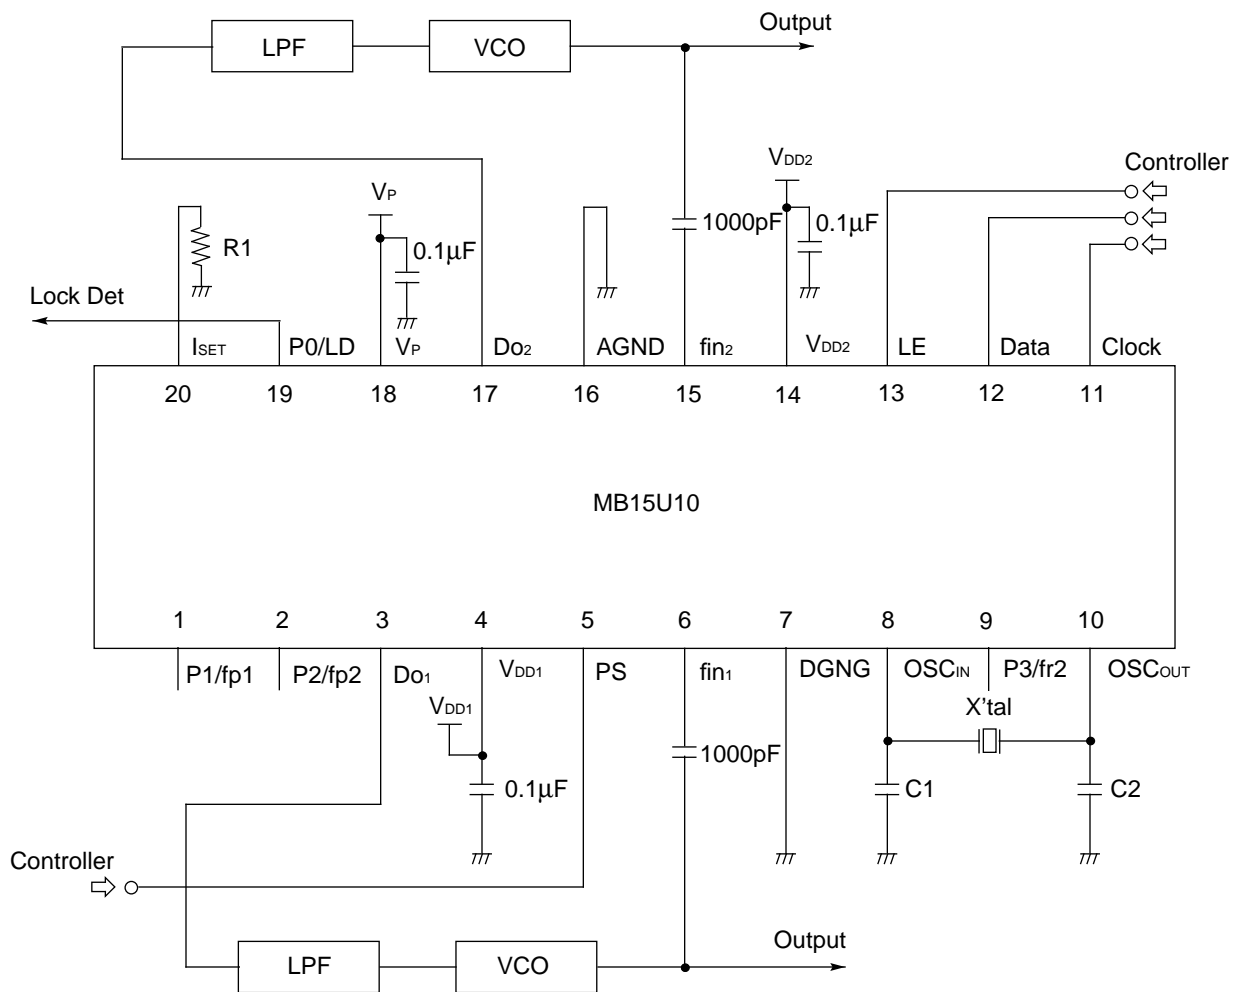 Output
LPF
VCO
VDD2
Controller
VP
1000pF
0.1µF
0.1µF
R1
Lock Det
ISET
P0/LD
VP
Do2
AGND
fin2
VDD2
LE
Data
Clock
20
19
18
17
16
15
14
13
12
11
MB15U10
1
2
3
4
5
6
7
8
9
10
P1/fp1
P2/fp2
Do1
VDD1
PS
fin1
DGNG
OSCIN
P3/fr2
OSCOUT
VDD1
X'tal
1000pF
0.1µF
C1
C2
Controller
Output
LPF
VCO